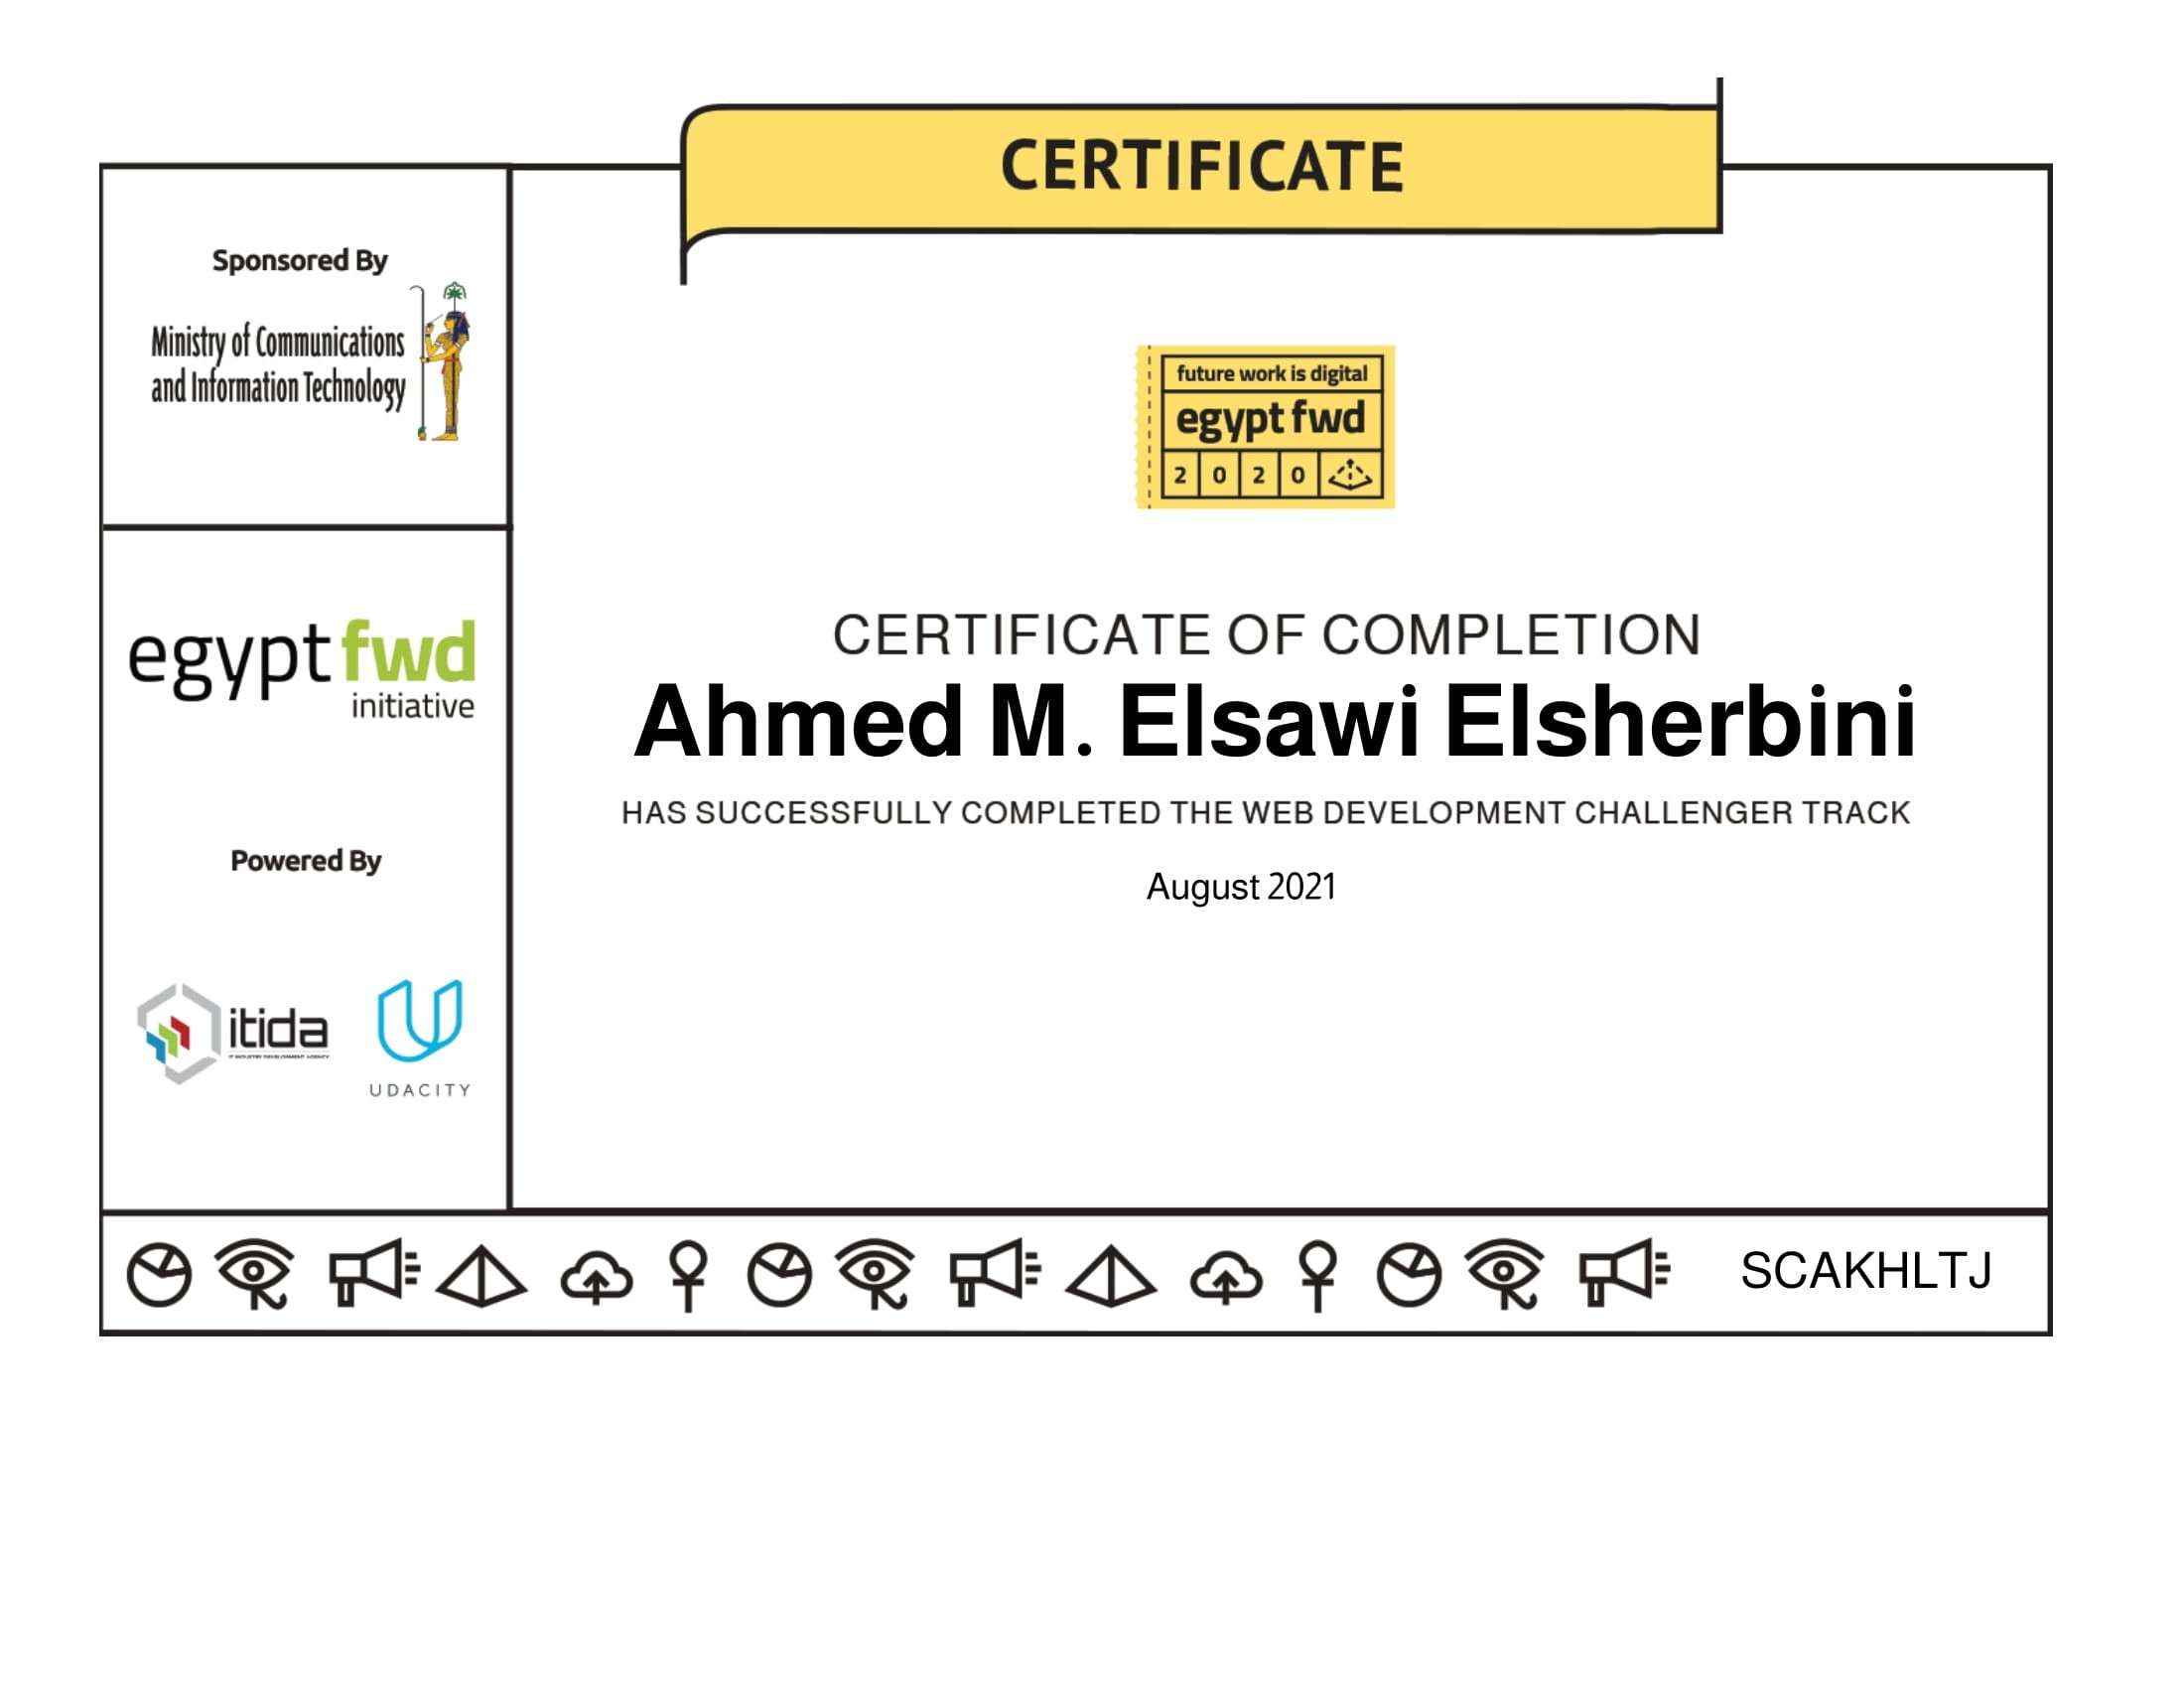 CERTIFICATE
Sponsored By
Ministry of Communications
and Information Technology
egypt fwd
initiative
Powered By
itida
IT INDUSTRY DEVELOPMENT AGENCY
UDACITY
future work is digital
egypt fwd
2 0 2 0
CERTIFICATE OF COMPLETION
Ahmed M. Elsawi Elsherbini
HAS SUCCESSFULLY COMPLETED THE WEB DEVELOPMENT CHALLENGER TRACK
August 2021
SCAKHLTJ